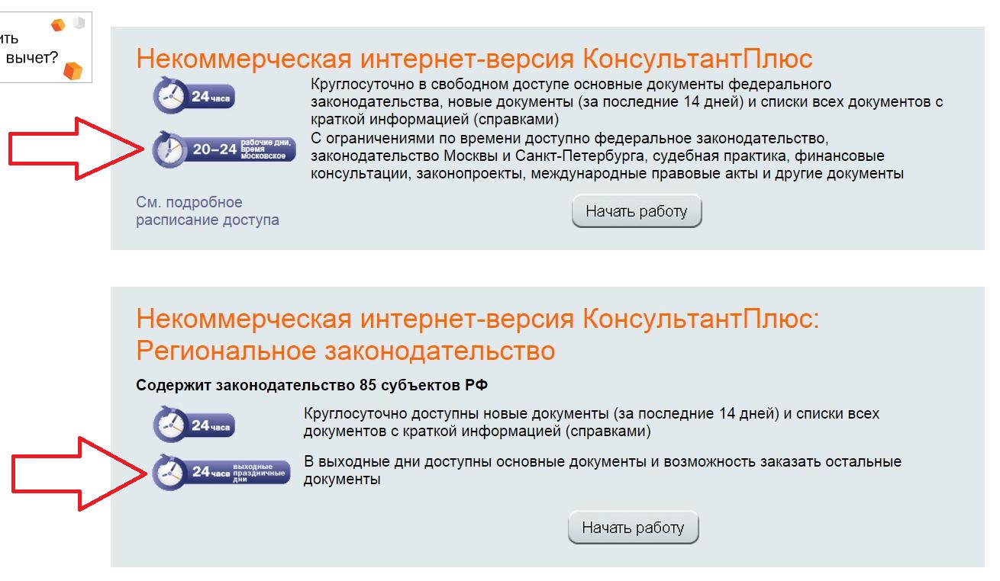 ить
вычет?
Некоммерческая интернет-версия КонсультантПлюс
24 часа
Круглосуточно в свободном доступе основные документы федерального
законодательства, новые документы (за последние 14 дней) и списки всех документов с
краткой информацией (справками)
20–24 рабочие дни,
время
московское
С ограничениями по времени доступно федеральное законодательство,
законодательство Москвы и Санкт-Петербурга, судебная практика, финансовые
консультации, законопроекты, международные правовые акты и другие документы
См. подробное
расписание доступа
Начать работу
Некоммерческая интернет-версия КонсультантПлюс:
Региональное законодательство
Содержит законодательство 85 субъектов РФ
24 часа
Круглосуточно доступны новые документы (за последние 14 дней) и списки всех
документов с краткой информацией (справками)
24 часа выходные
праздничные
дни
В выходные дни доступны основные документы и возможность заказать остальные
документы
Начать работу